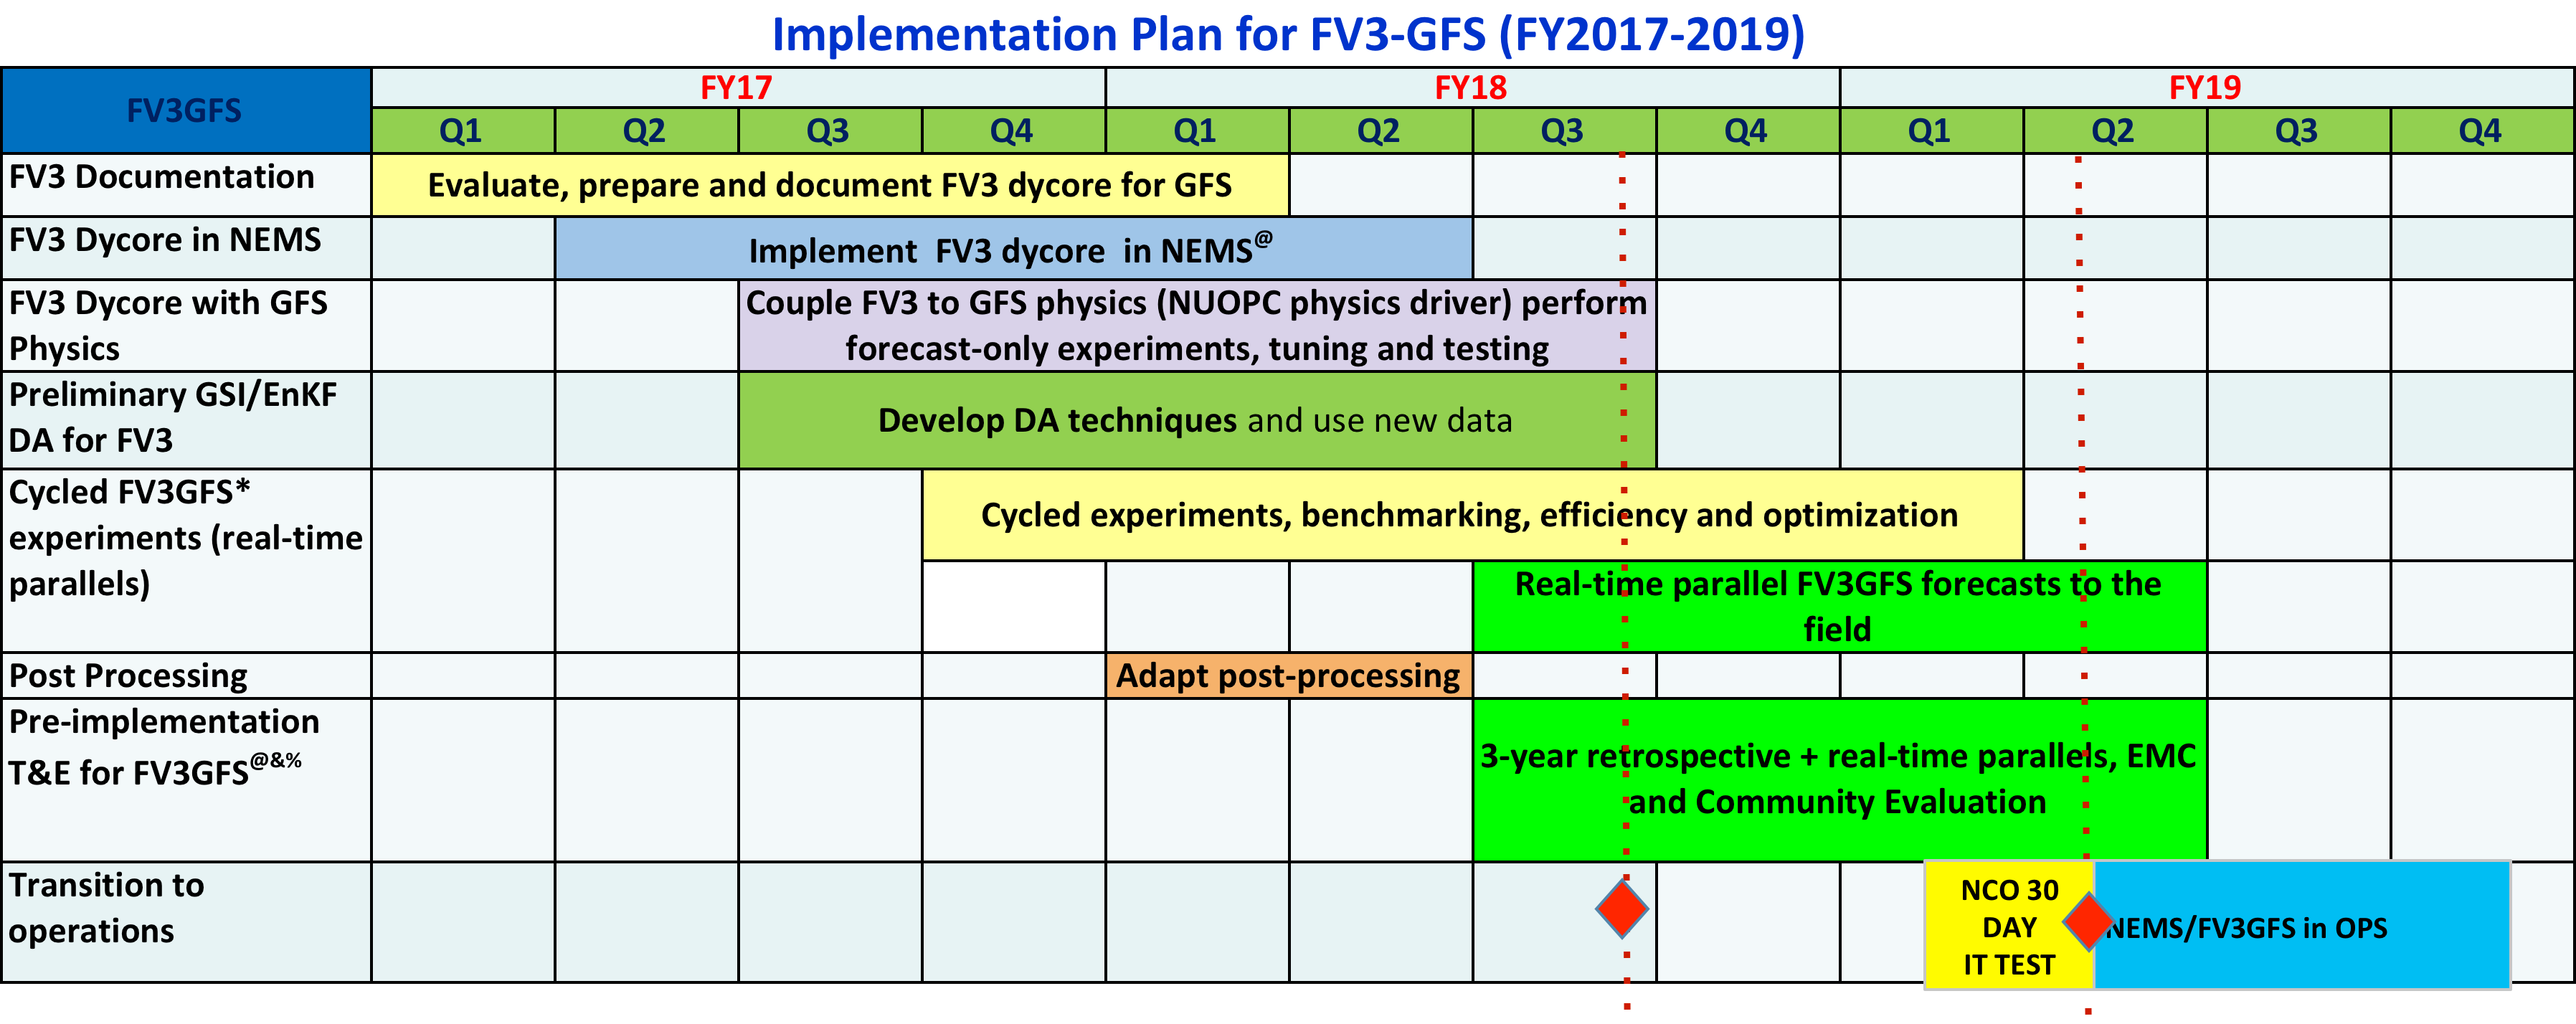 Implementation Plan for FV3-GFS (FY2017-2019)
FV3GFS
FY17 FY18 FY19
Q1 Q2 Q3 Q4 Q1 Q2 Q3 Q4 Q1 Q2 Q3 Q4
FV3 Documentation
Evaluate, prepare and document FV3 dycore for GFS
FV3 Dycore in NEMS
Implement FV3 dycore in NEMS@
FV3 Dycore with GFS
Physics
Couple FV3 to GFS physics (NUOPC physics driver) perform
forecast-only experiments, tuning and testing
Preliminary GSI/EnKF
DA for FV3
Develop DA techniques and use new data
Cycled FV3GFS*
experiments (real-time
parallels)
Cycled experiments, benchmarking, efficiency and optimization
Real-time parallel FV3GFS forecasts to the
field
Post Processing
Adapt post-processing
Pre-implementation
T&E for FV3GFS@&%
3-year retrospective + real-time parallels, EMC
and Community Evaluation
Transition to
operations
NCO 30
DAY
IT TEST
NEMS/FV3GFS in OPS